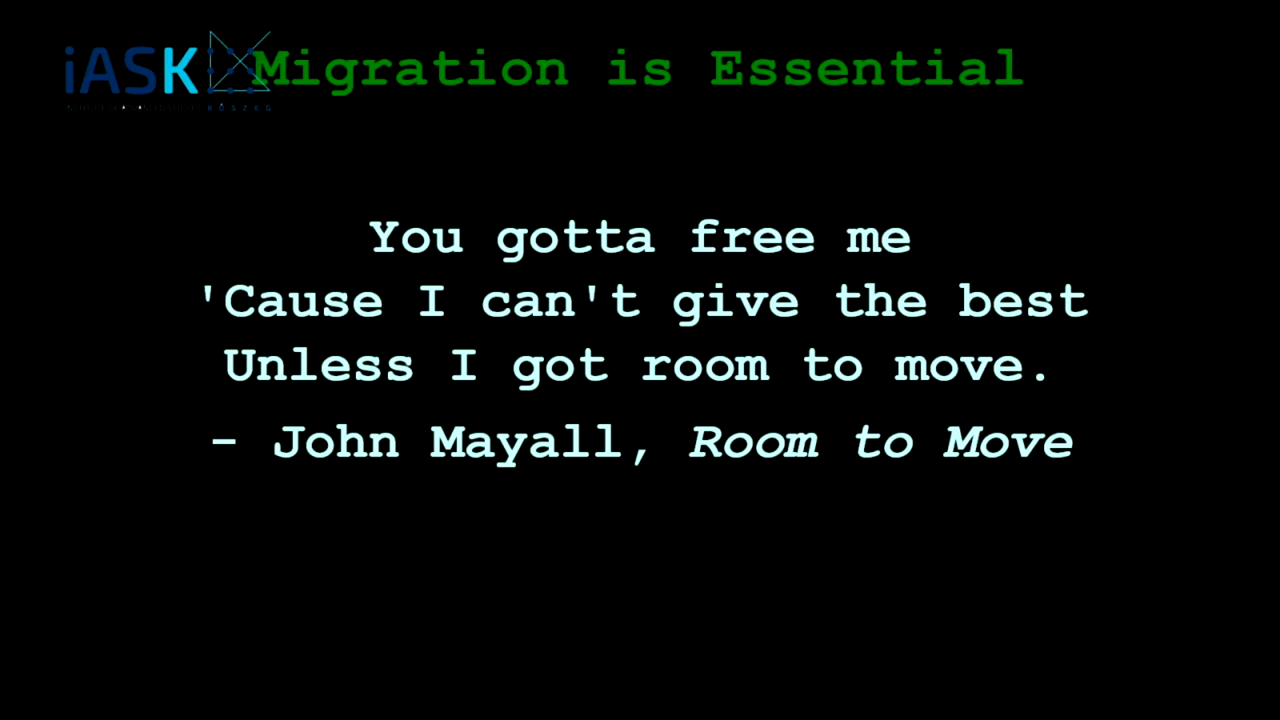 iASK
Migration is Essential
KŐSZEG
You gotta free me
'Cause I can't give the best
Unless I got room to move.
- John Mayall, Room to Move